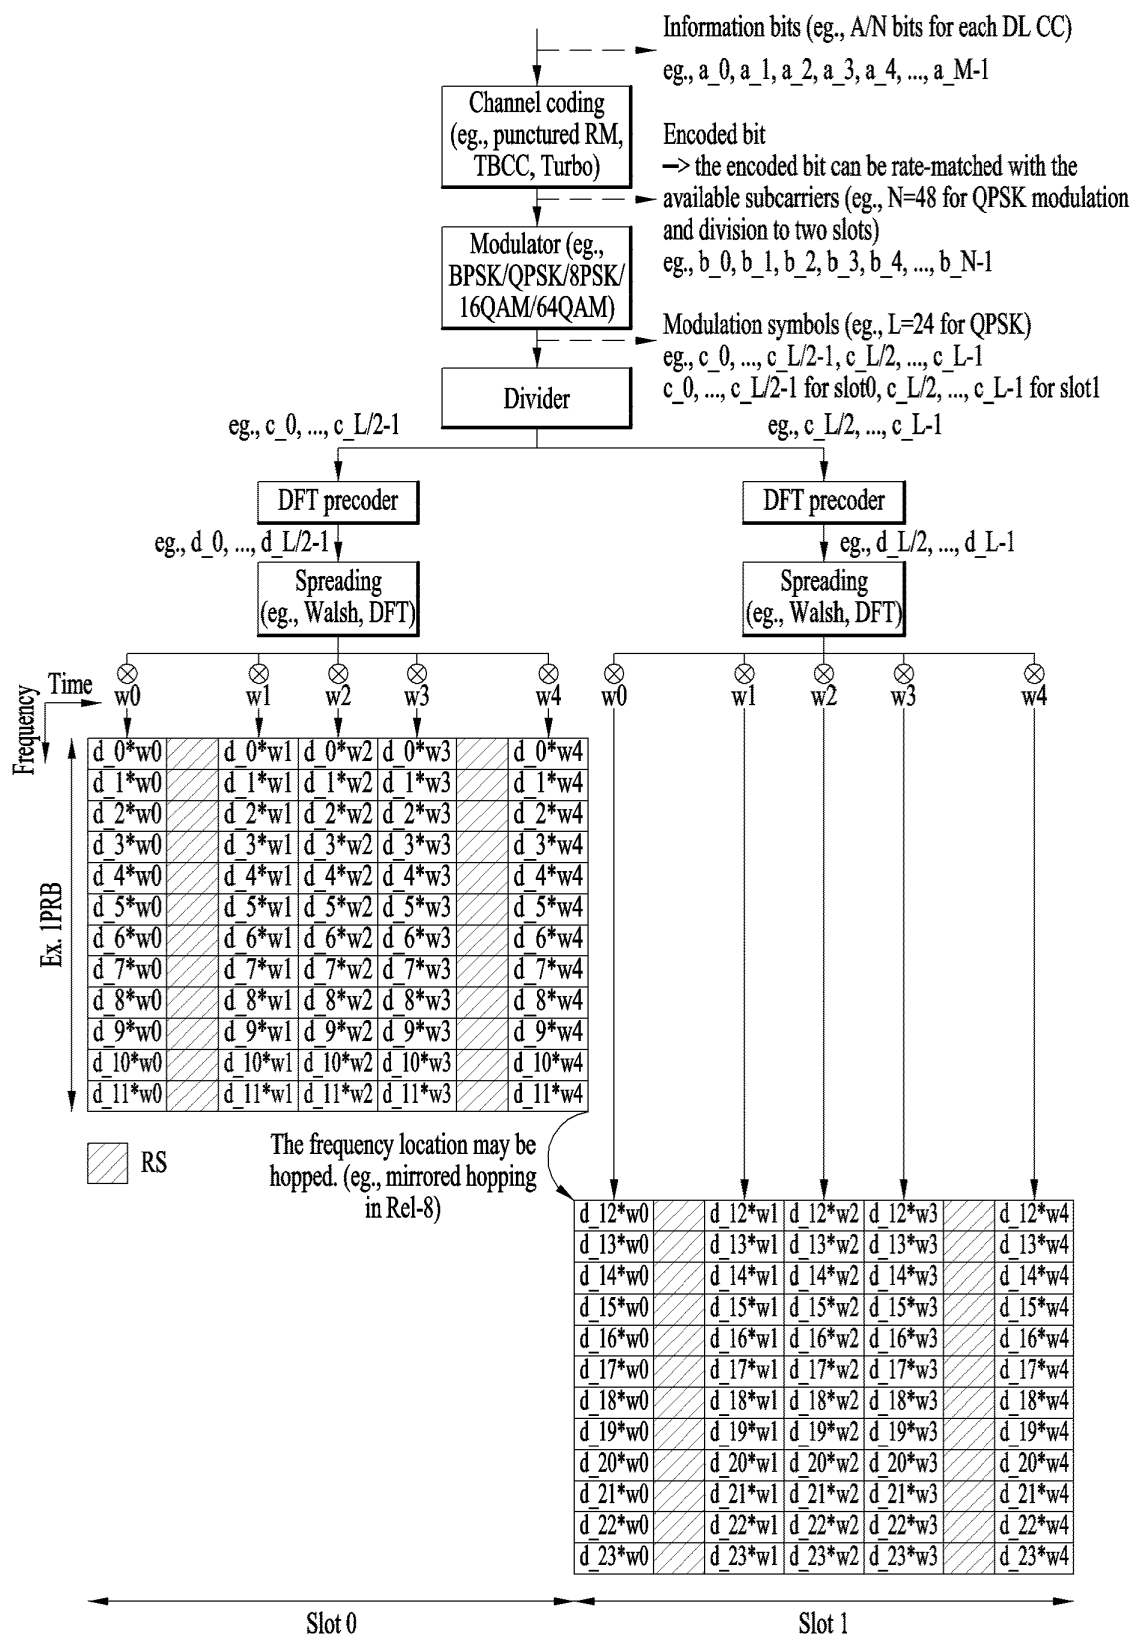 Information bits (eg., A/N bits for each DL CC)
eg., a_0, a_1, a_2, a_3, a_4, ..., a_M-1
Channel coding
(eg., punctured RM,
TBCC, Turbo)
Encoded bit
–> the encoded bit can be rate-matched with the
available subcarriers (eg., N=48 for QPSK modulation
and division to two slots)
eg., b_0, b_1, b_2, b_3, b_4, ..., b_N-1
Modulator (eg.,
BPSK/QPSK/8PSK/
16QAM/64QAM)
Modulation symbols (eg., L=24 for QPSK)
eg., c_0, ..., c_L/2-1, c_L/2, ..., c_L-1
c_0, ..., c_L/2-1 for slot0, c_L/2, ..., c_L-1 for slot1
Divider
eg., c_0, ..., c_L/2-1
eg., c_L/2, ..., c_L-1
DFT precoder
DFT precoder
eg., d_0, ..., d_L/2-1
eg., d_L/2, ..., d_L-1
Spreading
(eg., Walsh, DFT)
Spreading
(eg., Walsh, DFT)
Time
Frequency
w0 w1 w2 w3 w4 w0 w1 w2 w3 w4
Ex. 1PRB
d_0*w0 d_0*w1 d_0*w2 d_0*w3 d_0*w4
d_1*w0 d_1*w1 d_1*w2 d_1*w3 d_1*w4
d_2*w0 d_2*w1 d_2*w2 d_2*w3 d_2*w4
d_3*w0 d_3*w1 d_3*w2 d_3*w3 d_3*w4
d_4*w0 d_4*w1 d_4*w2 d_4*w3 d_4*w4
d_5*w0 d_5*w1 d_5*w2 d_5*w3 d_5*w4
d_6*w0 d_6*w1 d_6*w2 d_6*w3 d_6*w4
d_7*w0 d_7*w1 d_7*w2 d_7*w3 d_7*w4
d_8*w0 d_8*w1 d_8*w2 d_8*w3 d_8*w4
d_9*w0 d_9*w1 d_9*w2 d_9*w3 d_9*w4
d_10*w0 d_10*w1 d_10*w2 d_10*w3 d_10*w4
d_11*w0 d_11*w1 d_11*w2 d_11*w3 d_11*w4
RS
The frequency location may be
hopped. (eg., mirrored hopping
in Rel-8)
d_12*w0 d_12*w1 d_12*w2 d_12*w3 d_12*w4
d_13*w0 d_13*w1 d_13*w2 d_13*w3 d_13*w4
d_14*w0 d_14*w1 d_14*w2 d_14*w3 d_14*w4
d_15*w0 d_15*w1 d_15*w2 d_15*w3 d_15*w4
d_16*w0 d_16*w1 d_16*w2 d_16*w3 d_16*w4
d_17*w0 d_17*w1 d_17*w2 d_17*w3 d_17*w4
d_18*w0 d_18*w1 d_18*w2 d_18*w3 d_18*w4
d_19*w0 d_19*w1 d_19*w2 d_19*w3 d_19*w4
d_20*w0 d_20*w1 d_20*w2 d_20*w3 d_20*w4
d_21*w0 d_21*w1 d_21*w2 d_21*w3 d_21*w4
d_22*w0 d_22*w1 d_22*w2 d_22*w3 d_22*w4
d_23*w0 d_23*w1 d_23*w2 d_23*w3 d_23*w4
Slot 0
Slot 1